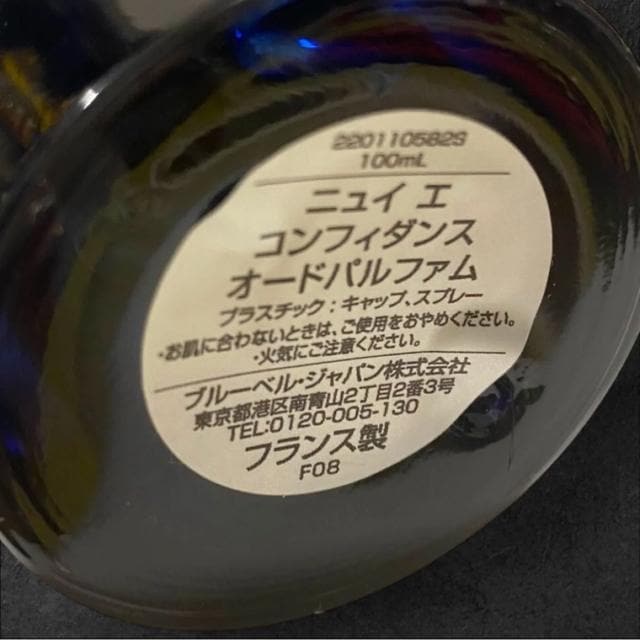 220110582S
100mL
ニュイ エ
コンフィダンス
オードパルファム
プラスチック : キャップ、スプレー
・お肌に合わないときは、ご使用をおやめください。
・火気にご注意ください。
ブルーベル・ジャパン株式会社
東京都港区南青山2丁目2番3号
TEL:0120-005-130
フランス製
F08